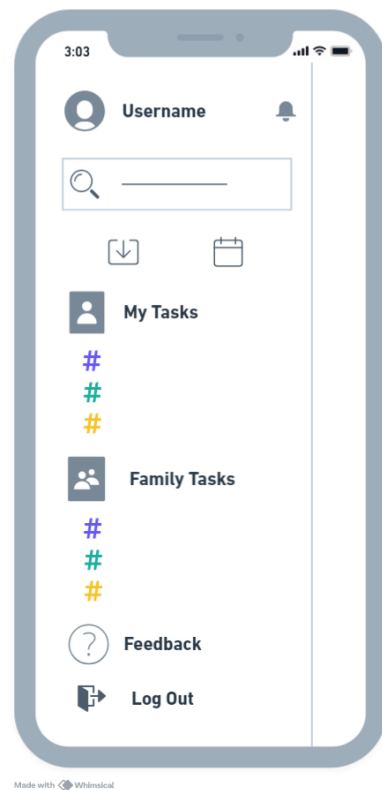 3:03
Username
My Tasks
#
#
#
Family Tasks
#
#
#
?
Feedback
Log Out
Made with Whimsical